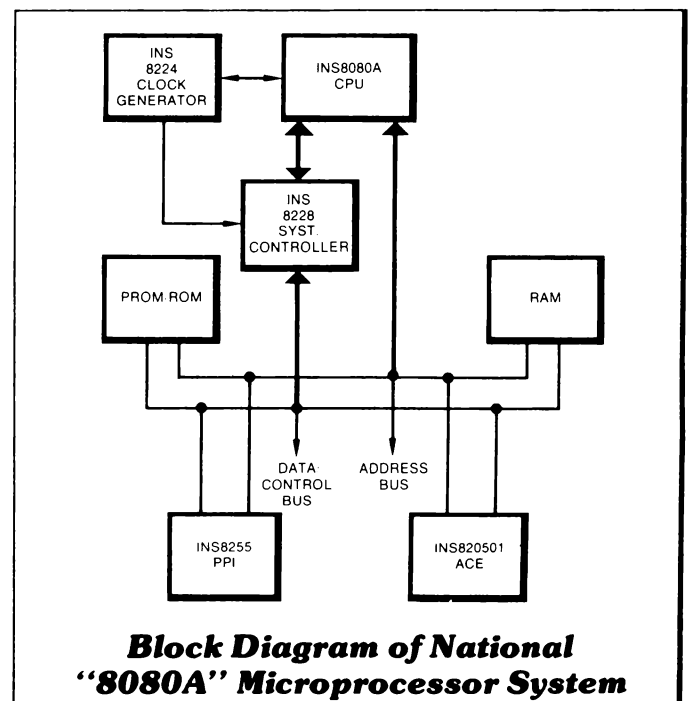 INS
8224
CLOCK
GENERATOR
INS8080A
CPU
INS
8228
SYST.
CONTROLLER
PROM/ROM
RAM
DATA/
CONTROL
BUS
ADDRESS
BUS
INS8255
PPI
INS820501
ACE
Block Diagram of National
“8080A” Microprocessor System